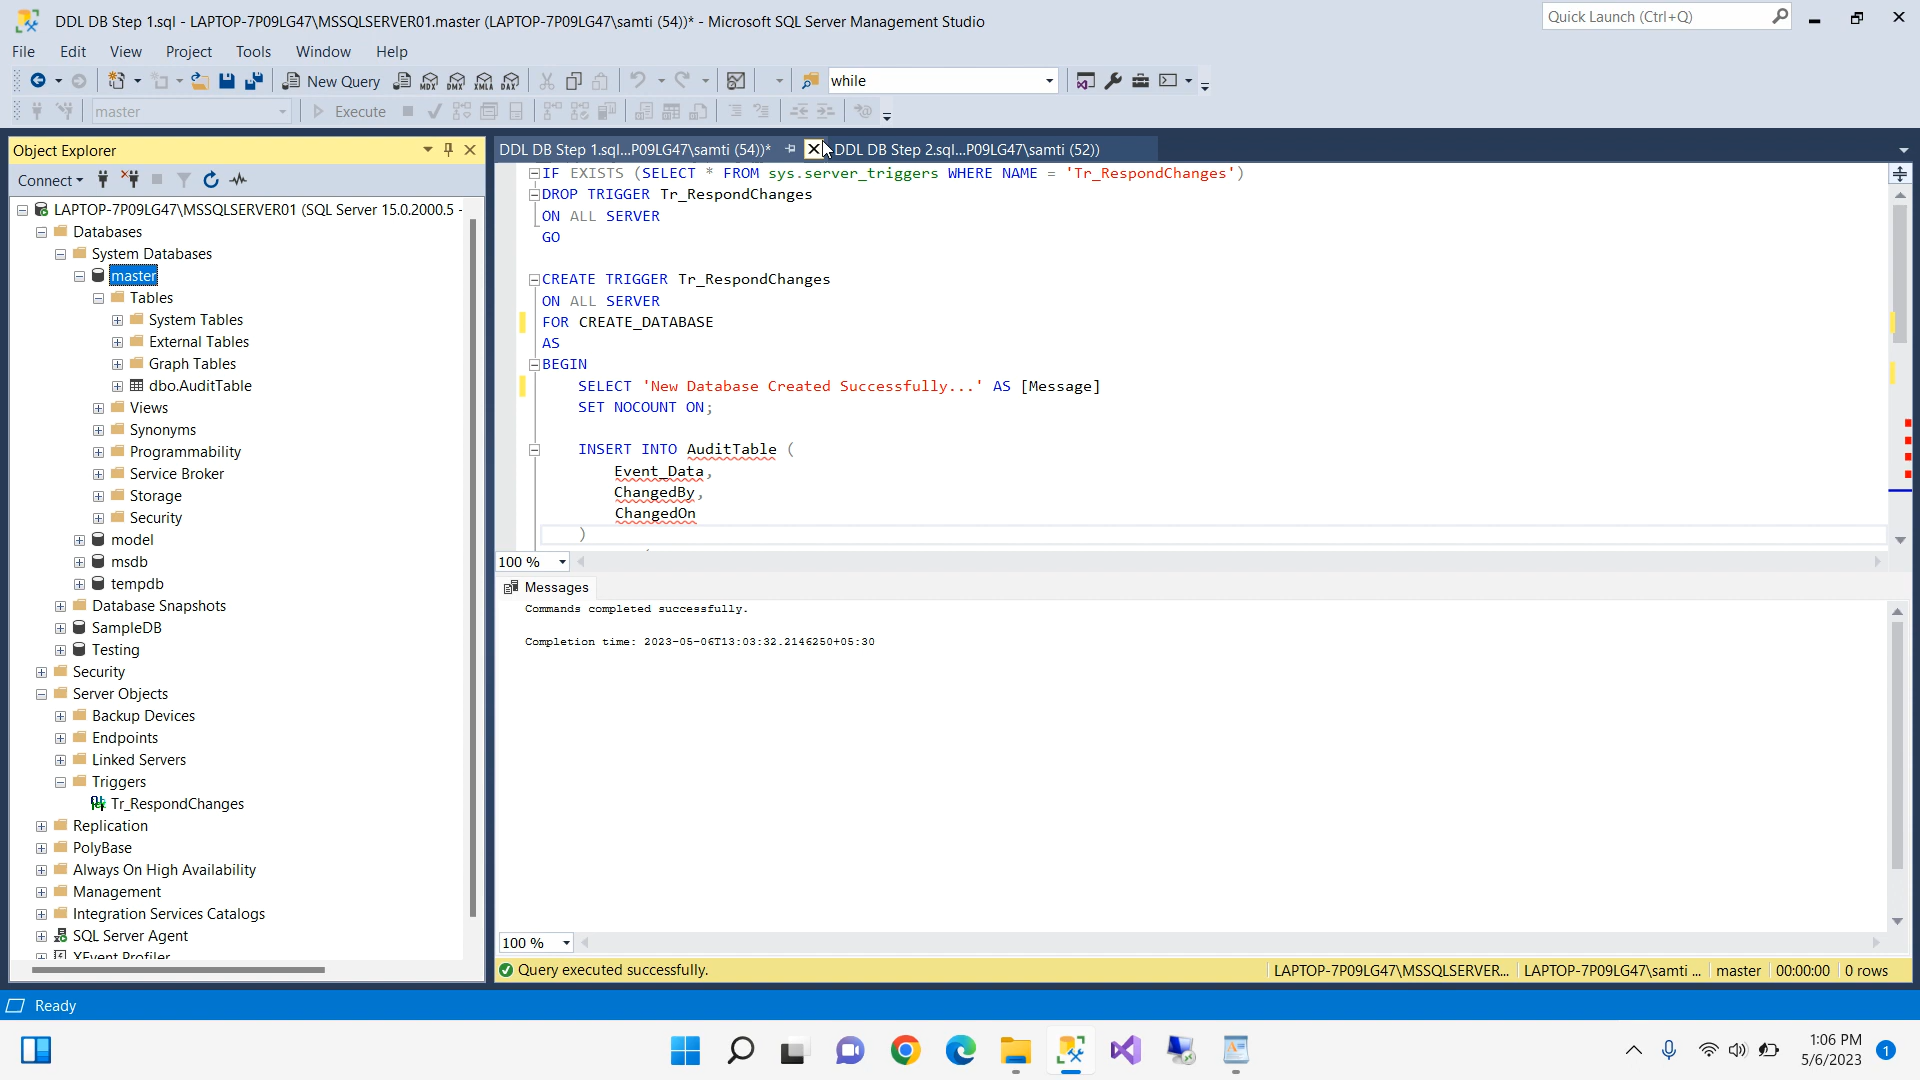 DDL DB Step 1.sql - LAPTOP-7P09LG47\MSSQLSERVER01.master (LAPTOP-7P09LG47\samti (54))* - Microsoft SQL Server Management Studio
Quick Launch (Ctrl+Q)
File Edit View Project Tools Window Help
New Query MDX DMX XMLA DAX while
master Execute
Object Explorer
Connect
LAPTOP-7P09LG47\MSSQLSERVER01 (SQL Server 15.0.2000.5 -
Databases
System Databases
master
Tables
System Tables
External Tables
Graph Tables
dbo.AuditTable
Views
Synonyms
Programmability
Service Broker
Storage
Security
model
msdb
tempdb
Database Snapshots
SampleDB
Testing
Security
Server Objects
Backup Devices
Endpoints
Linked Servers
Triggers
Tr_RespondChanges
Replication
PolyBase
Always On High Availability
Management
Integration Services Catalogs
SQL Server Agent
XEvent Profiler
DDL DB Step 1.sql...P09LG47\samti (54))* DDL DB Step 2.sql...P09LG47\samti (52))
IF EXISTS (SELECT * FROM sys.server_triggers WHERE NAME = 'Tr_RespondChanges')
DROP TRIGGER Tr_RespondChanges
ON ALL SERVER
GO
CREATE TRIGGER Tr_RespondChanges
ON ALL SERVER
FOR CREATE_DATABASE
AS
BEGIN
SELECT 'New Database Created Successfully...' AS [Message]
SET NOCOUNT ON;
INSERT INTO AuditTable (
Event_Data,
ChangedBy,
ChangedOn
)
100 %
Messages
Commands completed successfully.
Completion time: 2023-05-06T13:03:32.2146250+05:30
100 %
Query executed successfully. LAPTOP-7P09LG47\MSSQLSERVER... LAPTOP-7P09LG47\samti ... master 00:00:00 0 rows
Ready
1:06 PM
5/6/2023
1